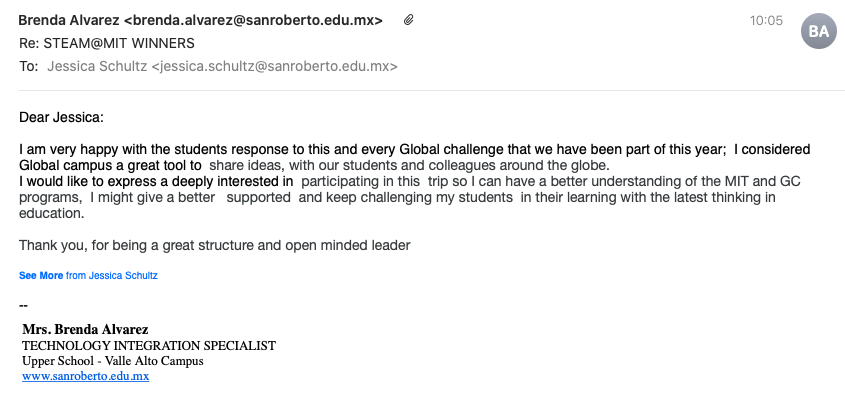 Brenda Alvarez <brenda.alvarez@sanroberto.edu.mx>
10:05
BA
Re: STEAM@MIT WINNERS
To: Jessica Schultz <jessica.schultz@sanroberto.edu.mx>
Dear Jessica:
I am very happy with the students response to this and every Global challenge that we have been part of this year;  I considered
Global campus a great tool to  share ideas, with our students and colleagues around the globe.
I would like to express a deeply interested in  participating in this  trip so I can have a better understanding of the MIT and GC
programs,  I might give a better   supported  and keep challenging my students  in their learning with the latest thinking in
education.
Thank you, for being a great structure and open minded leader
See More from Jessica Schultz
--
Mrs. Brenda Alvarez
TECHNOLOGY INTEGRATION SPECIALIST
Upper School - Valle Alto Campus
www.sanroberto.edu.mx